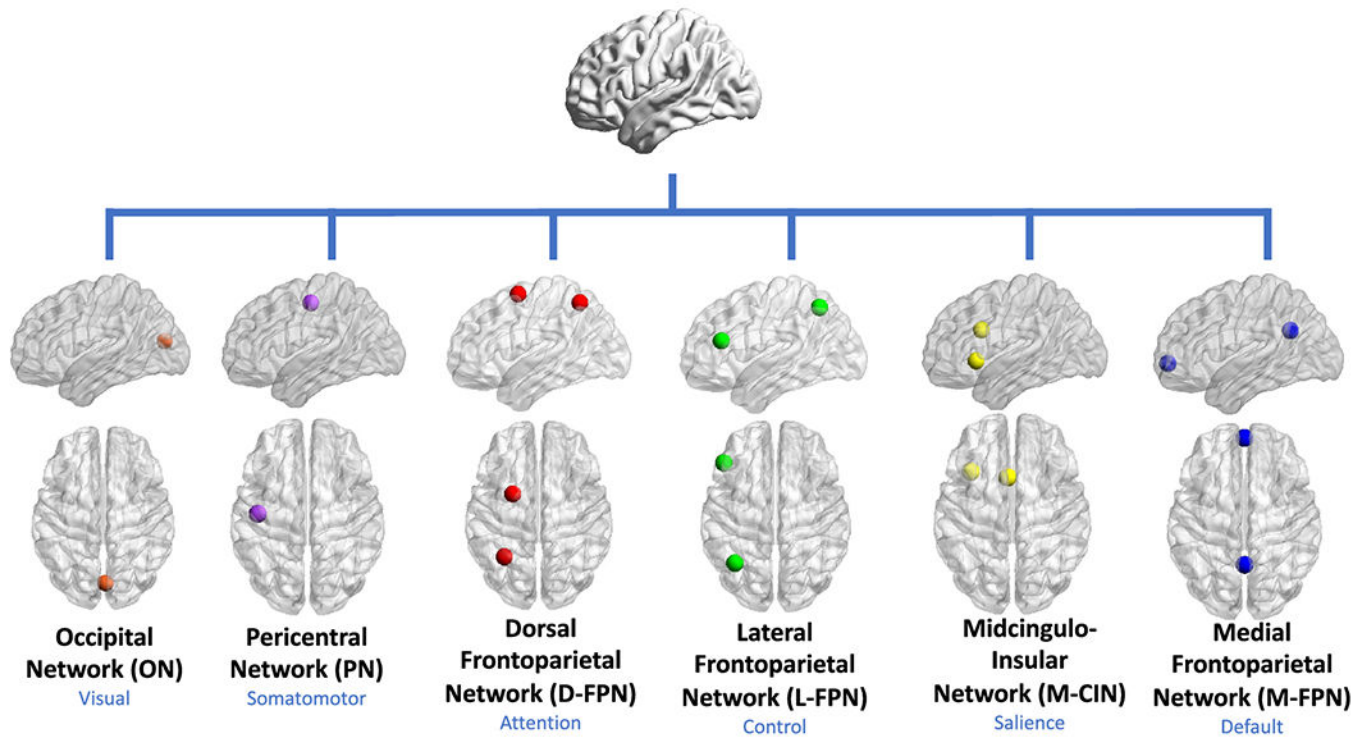 Occipital
Network (ON)
Visual
Pericentral
Network (PN)
Somatomotor
Dorsal
Frontoparietal
Network (D-FPN)
Attention
Lateral
Frontoparietal
Network (L-FPN)
Control
Midcingulo-
Insular
Network (M-CIN)
Salience
Medial
Frontoparietal
Network (M-FPN)
Default